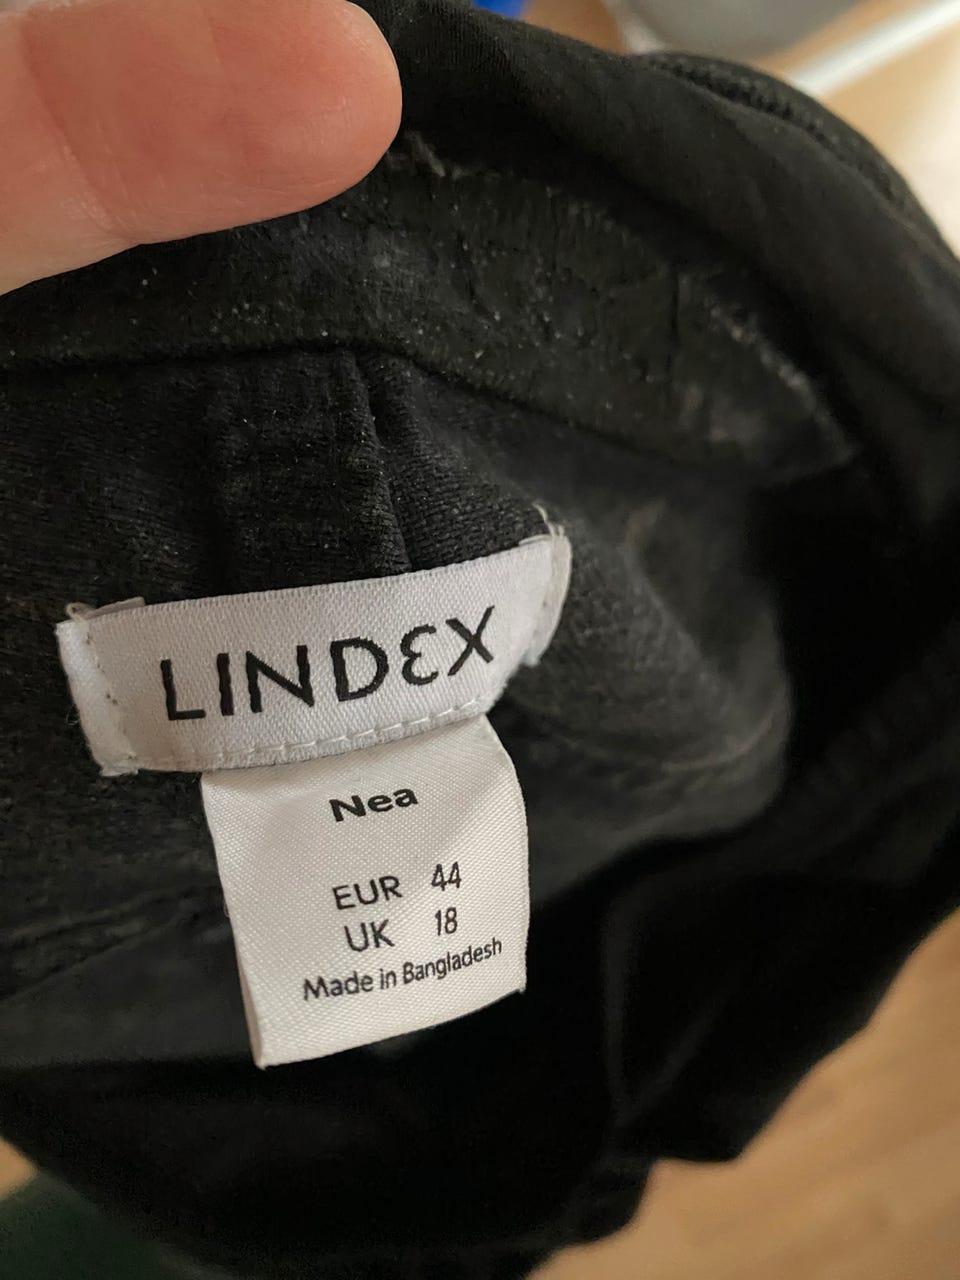 LINDEX
Nea
EUR 44
UK 18
Made in Bangladesh